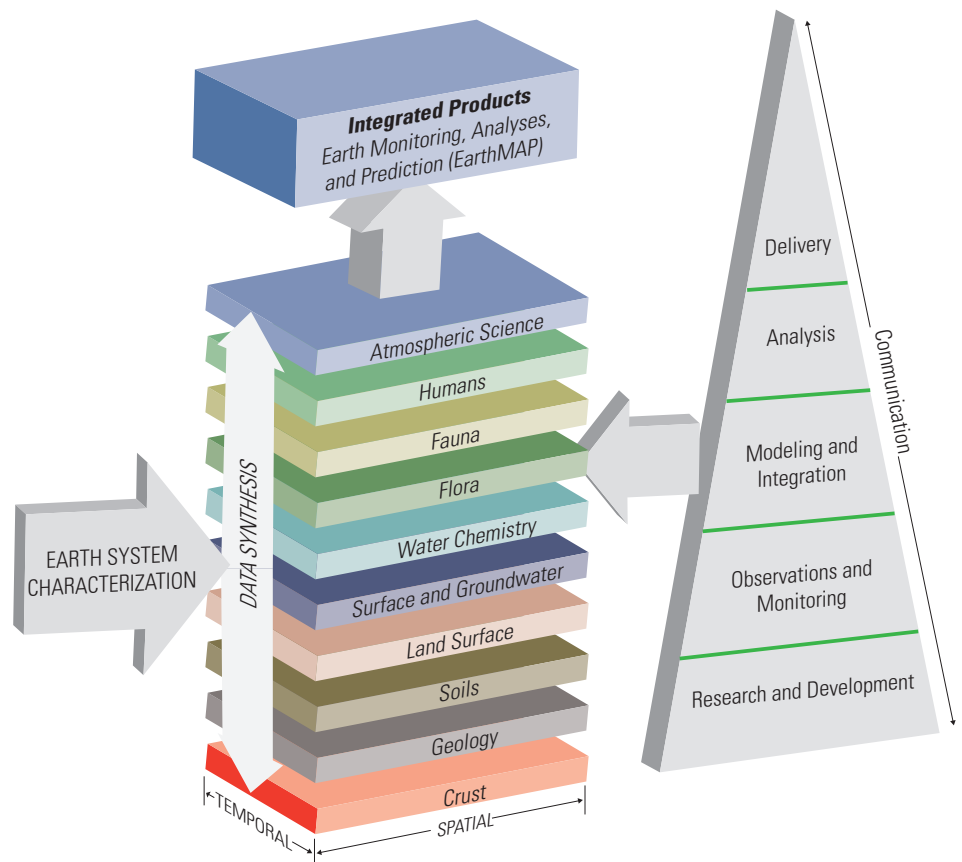 Integrated Products
Earth Monitoring, Analyses,
and Prediction (EarthMAP)
Atmospheric Science
Humans
Fauna
Flora
Water Chemistry
Surface and Groundwater
Land Surface
Soils
Geology
Crust
DATA SYNTHESIS
EARTH SYSTEM
CHARACTERIZATION
TEMPORAL
SPATIAL
Delivery
Analysis
Modeling and
Integration
Observations and
Monitoring
Research and Development
Communication